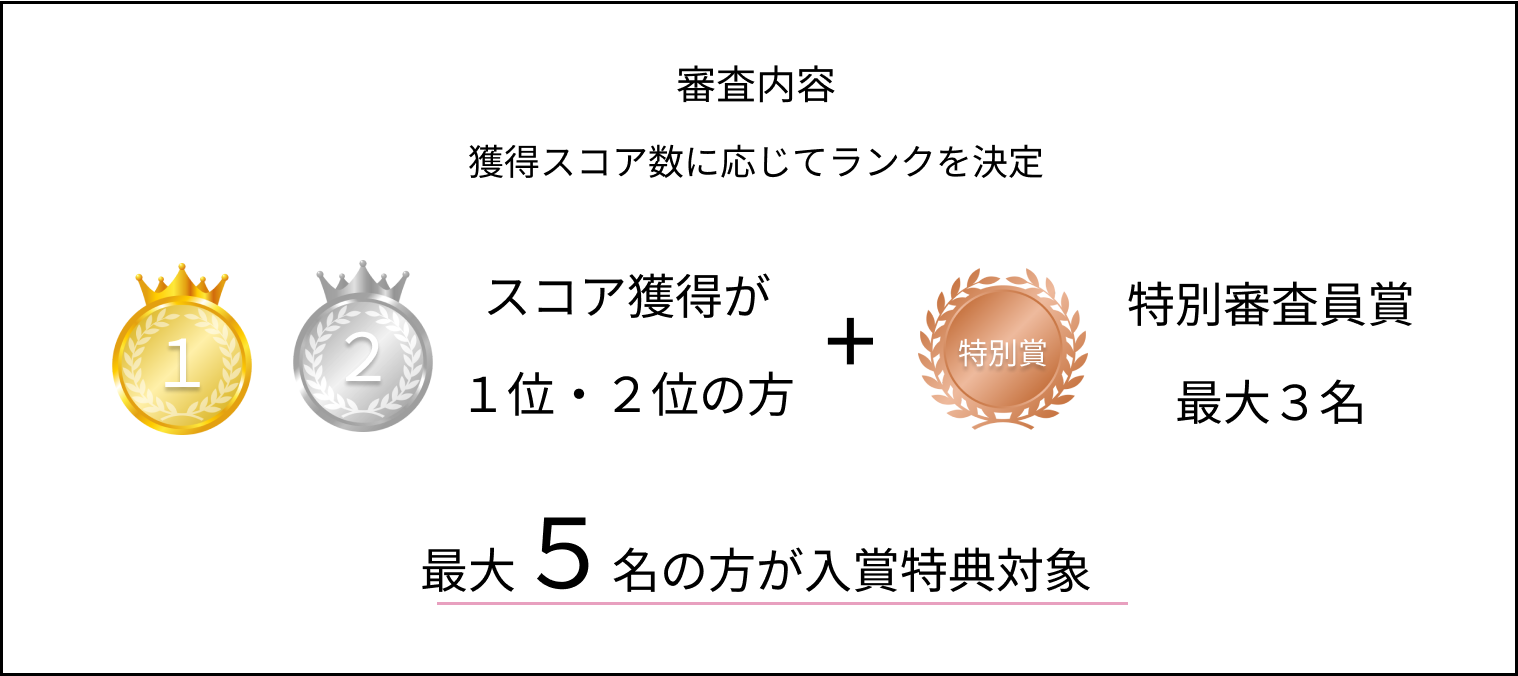 審査内容
獲得スコア数に応じてランクを決定
1
2
スコア獲得が
１位・２位の方
+
特別賞
特別審査員賞
最大３名
最大５名の方が入賞特典対象